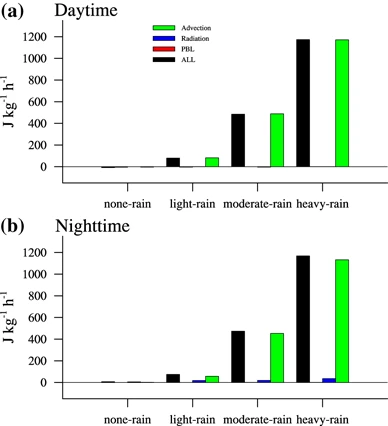 (a) Daytime
Advection
Radiation
PBL
ALL
J kg⁻¹ h⁻¹
1200
1000
800
600
400
200
0
none-rain light-rain moderate-rain heavy-rain
(b) Nighttime
J kg⁻¹ h⁻¹
1200
1000
800
600
400
200
0
none-rain light-rain moderate-rain heavy-rain